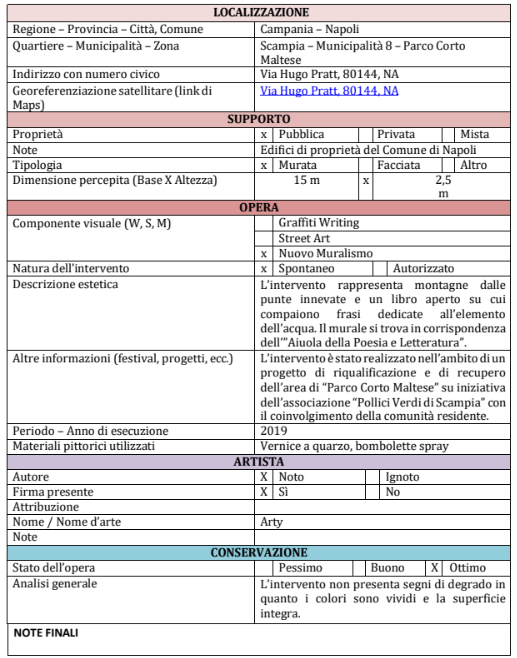 LOCALIZZAZIONE
Regione – Provincia – Città, Comune Campania – Napoli
Quartiere – Municipalità – Zona Scampia – Municipalità 8 – Parco Corto
Maltese
Indirizzo con numero civico Via Hugo Pratt, 80144, NA
Georeferenziazione satellitare (link di Via Hugo Pratt, 80144, NA
Maps)
SUPPORTO
Proprietà x Pubblica Privata Mista
Note Edifici di proprietà del Comune di Napoli
Tipologia x Murata Facciata Altro
Dimensione percepita (Base X Altezza) 15 m x 2,5
m
OPERA
Componente visuale (W, S, M) Graffiti Writing
Street Art
x Nuovo Muralismo
Natura dell'intervento x Spontaneo Autorizzato
Descrizione estetica L'intervento rappresenta montagne dalle
punte innevate e un libro aperto su cui
compaiono frasi dedicate all'elemento
dell'acqua. Il murale si trova in corrispondenza
dell'"Aiuola della Poesia e Letteratura".
Altre informazioni (festival, progetti, ecc.) L'intervento è stato realizzato nell'ambito di un
progetto di riqualificazione e di recupero
dell'area di "Parco Corto Maltese" su iniziativa
dell'associazione "Pollici Verdi di Scampia" con
il coinvolgimento della comunità residente.
Periodo – Anno di esecuzione 2019
Materiali pittorici utilizzati Vernice a quarzo, bombolette spray
ARTISTA
Autore X Noto Ignoto
Firma presente X Sì No
Attribuzione
Nome / Nome d'arte Arty
Note
CONSERVAZIONE
Stato dell'opera Pessimo Buono X Ottimo
Analisi generale L'intervento non presenta segni di degrado in
quanto i colori sono vividi e la superficie
integra.
NOTE FINALI